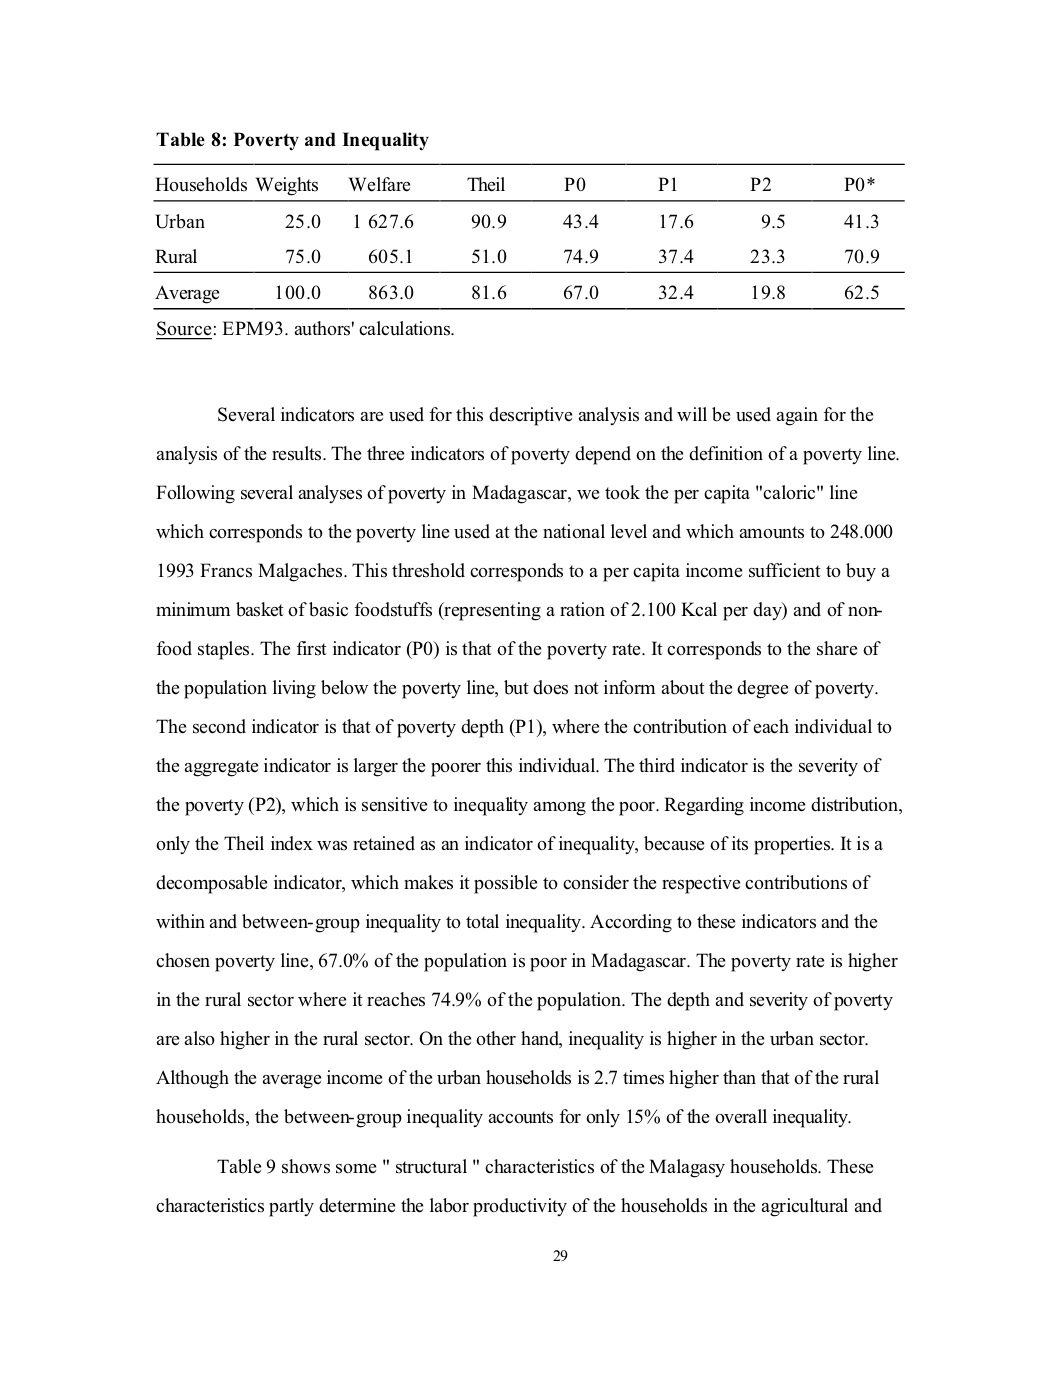 Table 8: Poverty and Inequality
Households Weights Welfare Theil P0 P1 P2 P0*
Urban 25.0 1 627.6 90.9 43.4 17.6 9.5 41.3
Rural 75.0 605.1 51.0 74.9 37.4 23.3 70.9
Average 100.0 863.0 81.6 67.0 32.4 19.8 62.5
Source: EPM93. authors' calculations.
Several indicators are used for this descriptive analysis and will be used again for the
analysis of the results. The three indicators of poverty depend on the definition of a poverty line.
Following several analyses of poverty in Madagascar, we took the per capita "caloric" line
which corresponds to the poverty line used at the national level and which amounts to 248.000
1993 Francs Malgaches. This threshold corresponds to a per capita income sufficient to buy a
minimum basket of basic foodstuffs (representing a ration of 2.100 Kcal per day) and of non-
food staples. The first indicator (P0) is that of the poverty rate. It corresponds to the share of
the population living below the poverty line, but does not inform about the degree of poverty.
The second indicator is that of poverty depth (P1), where the contribution of each individual to
the aggregate indicator is larger the poorer this individual. The third indicator is the severity of
the poverty (P2), which is sensitive to inequality among the poor. Regarding income distribution,
only the Theil index was retained as an indicator of inequality, because of its properties. It is a
decomposable indicator, which makes it possible to consider the respective contributions of
within and between-group inequality to total inequality. According to these indicators and the
chosen poverty line, 67.0% of the population is poor in Madagascar. The poverty rate is higher
in the rural sector where it reaches 74.9% of the population. The depth and severity of poverty
are also higher in the rural sector. On the other hand, inequality is higher in the urban sector.
Although the average income of the urban households is 2.7 times higher than that of the rural
households, the between-group inequality accounts for only 15% of the overall inequality.
Table 9 shows some " structural " characteristics of the Malagasy households. These
characteristics partly determine the labor productivity of the households in the agricultural and
29